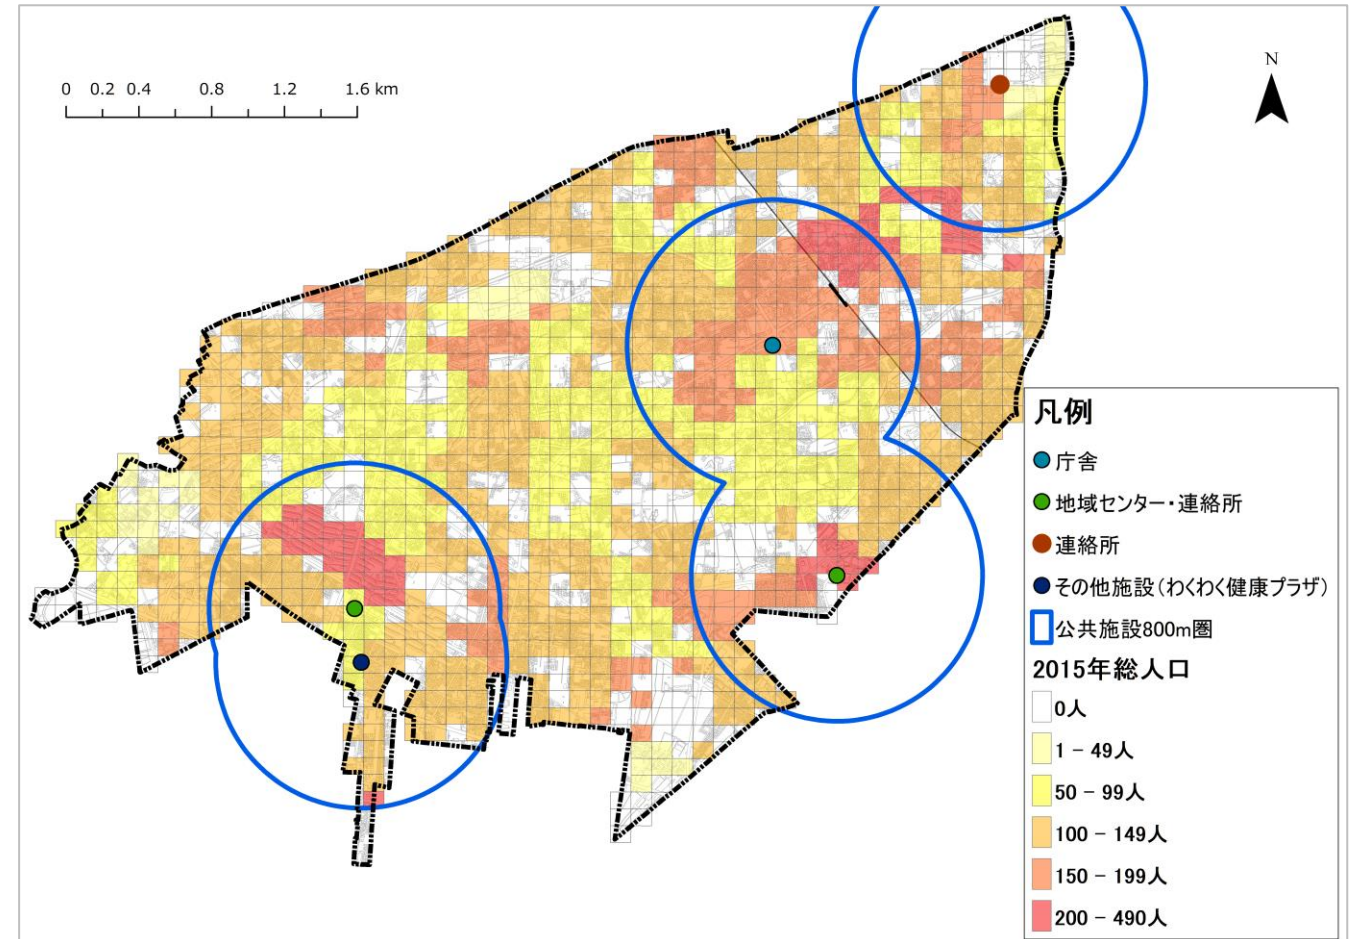 0 0.2 0.4 0.8 1.2 1.6 km
N
凡例
庁舎
地域センター・連絡所
連絡所
その他施設（わくわく健康プラザ）
公共施設800m圏
2015年総人口
0人
1 － 49人
50 － 99人
100 － 149人
150 － 199人
200 － 490人